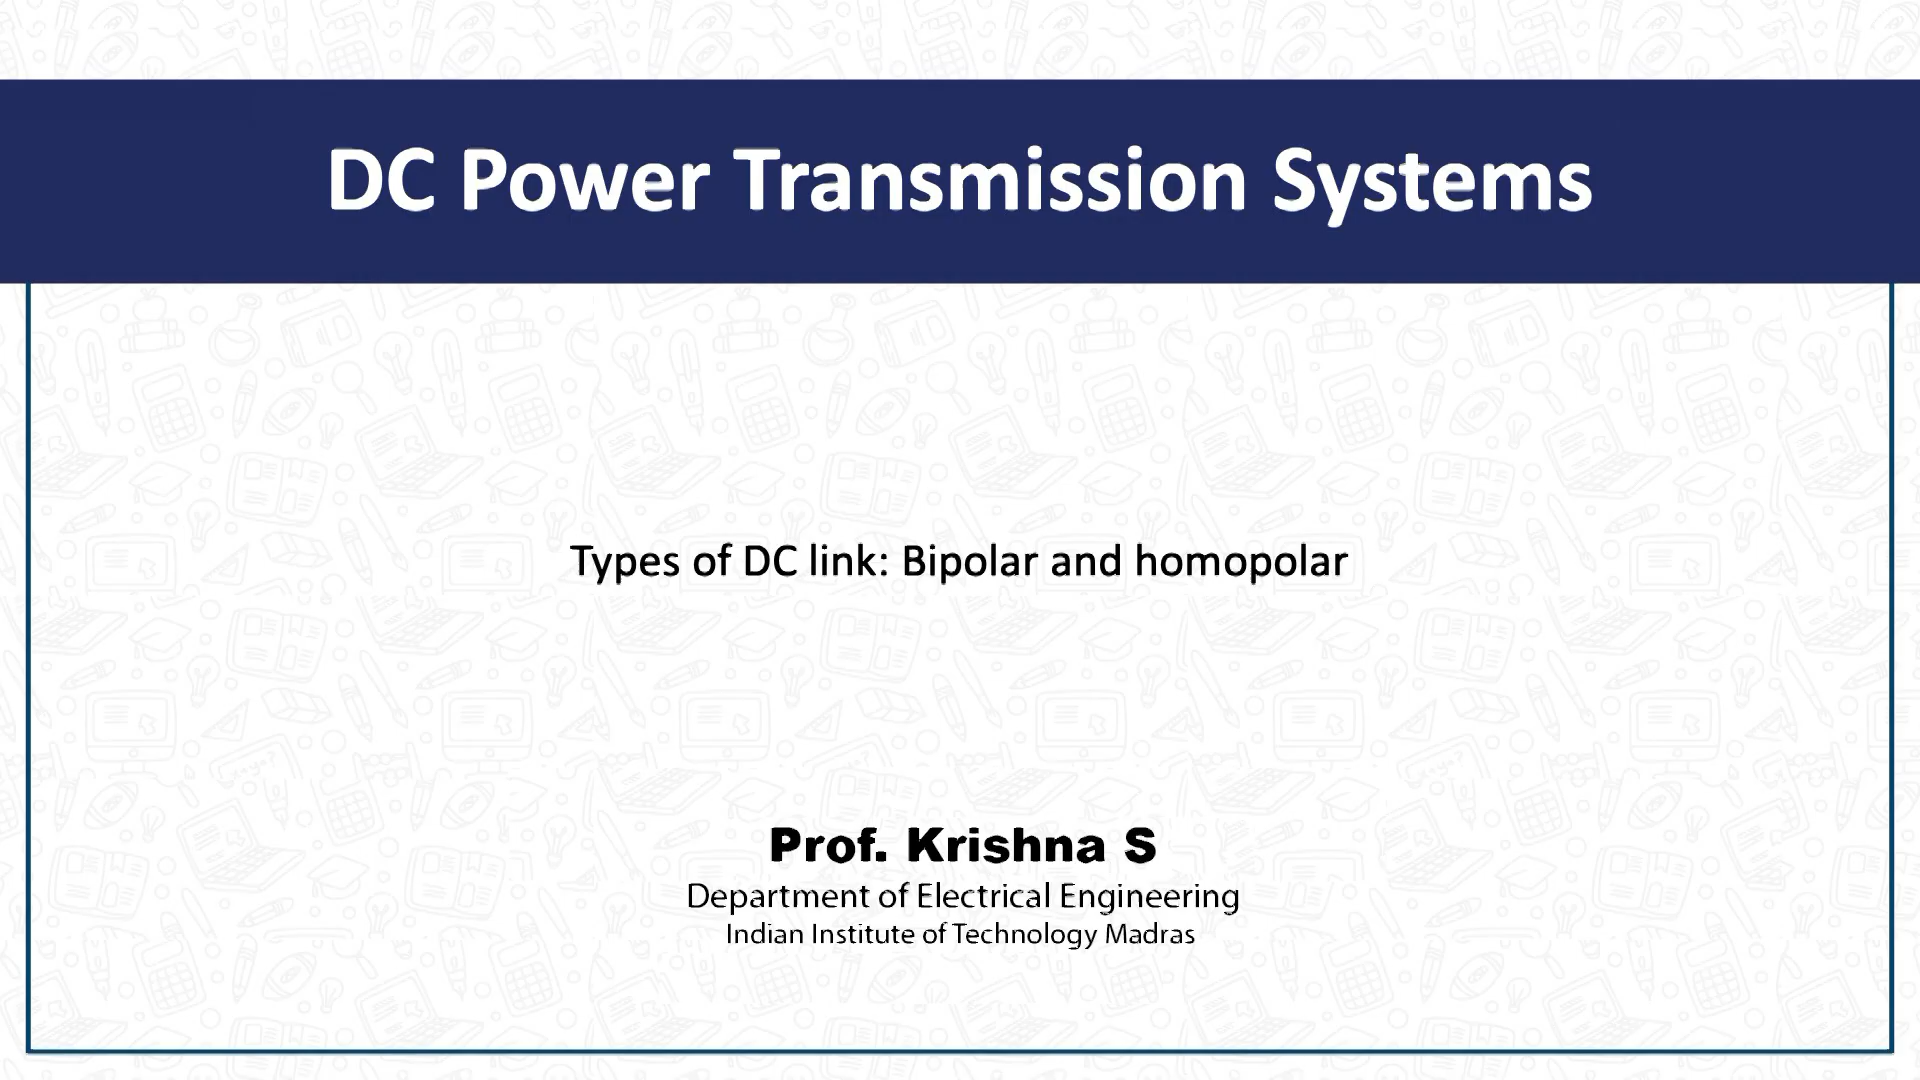 DC Power Transmission Systems
Types of DC link: Bipolar and homopolar
Prof. Krishna S
Department of Electrical Engineering
Indian Institute of Technology Madras